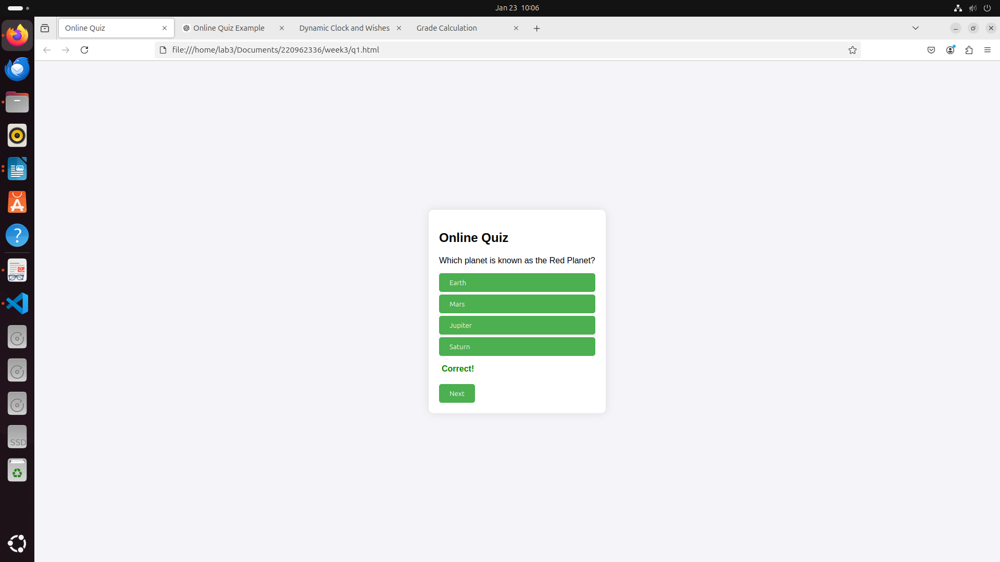 Jan 23 10:06
Online Quiz
Online Quiz Example
Dynamic Clock and Wishes
Grade Calculation
file:///home/lab3/Documents/220962336/week3/q1.html
Online Quiz
Which planet is known as the Red Planet?
Earth
Mars
Jupiter
Saturn
Correct!
Next
SSD